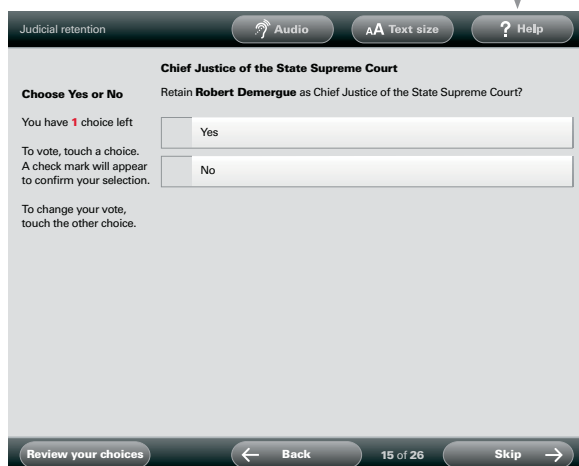 Judicial retention
Audio
AA Text size
? Help
Chief Justice of the State Supreme Court
Choose Yes or No
Retain Robert Demergue as Chief Justice of the State Supreme Court?
You have 1 choice left
Yes
To vote, touch a choice.
A check mark will appear
to confirm your selection.
No
To change your vote,
touch the other choice.
Review your choices
← Back
15 of 26
Skip →